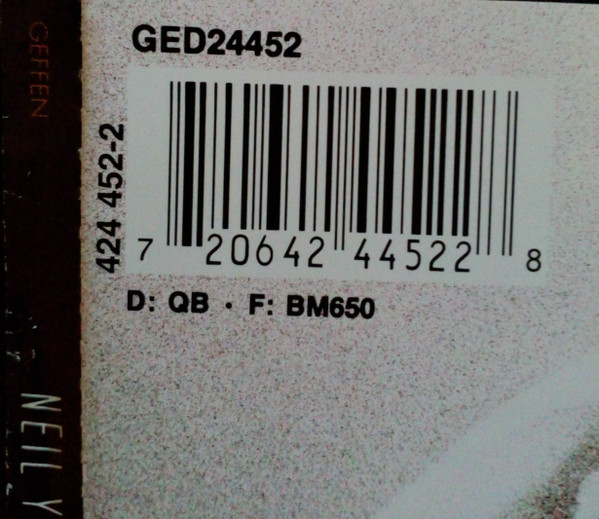 GEFFEN
GED24452
424 452-2
7 20642 44522 8
D: QB · F: BM650
NEIL Y